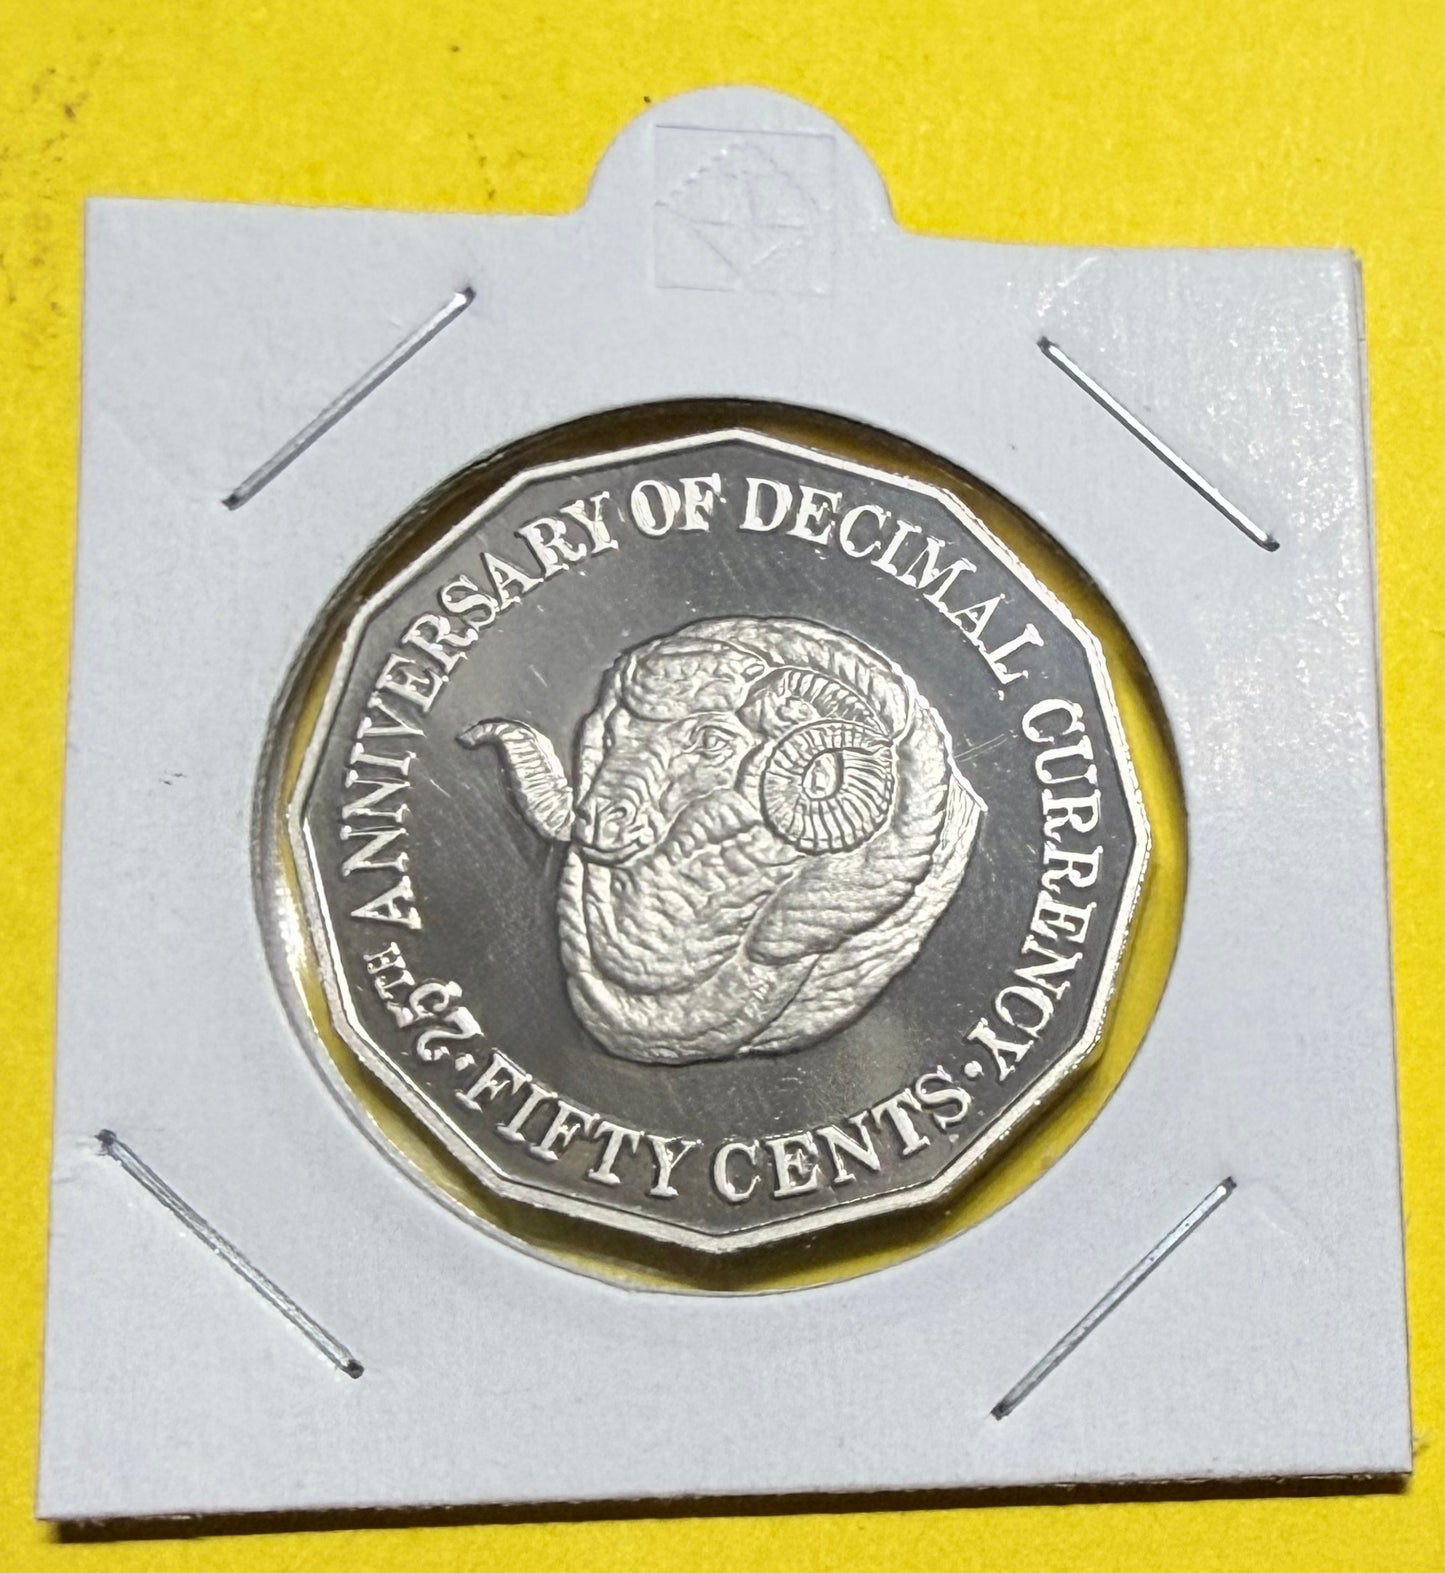 25TH ANNIVERSARY OF DECIMAL CURRENCY
· FIFTY CENTS ·